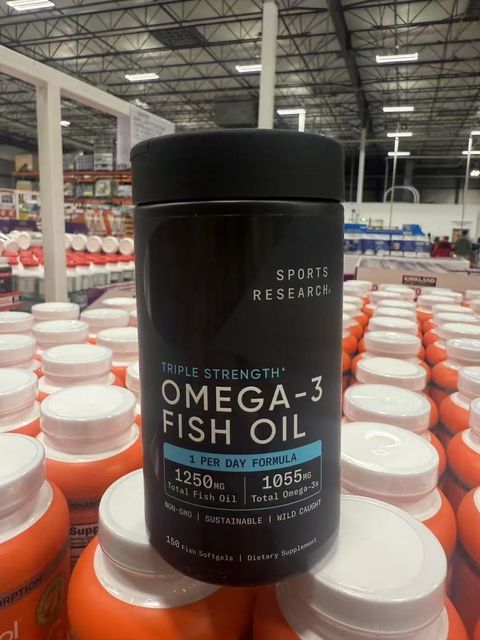 SPORTS
RESEARCH®
TRIPLE STRENGTH⁺
OMEGA-3
FISH OIL
1 PER DAY FORMULA
1250MG
Total Fish Oil
1055MG
Total Omega-3s
NON-GMO | SUSTAINABLE | WILD CAUGHT
150 Fish Softgels | Dietary Supplement
KIRKLAND